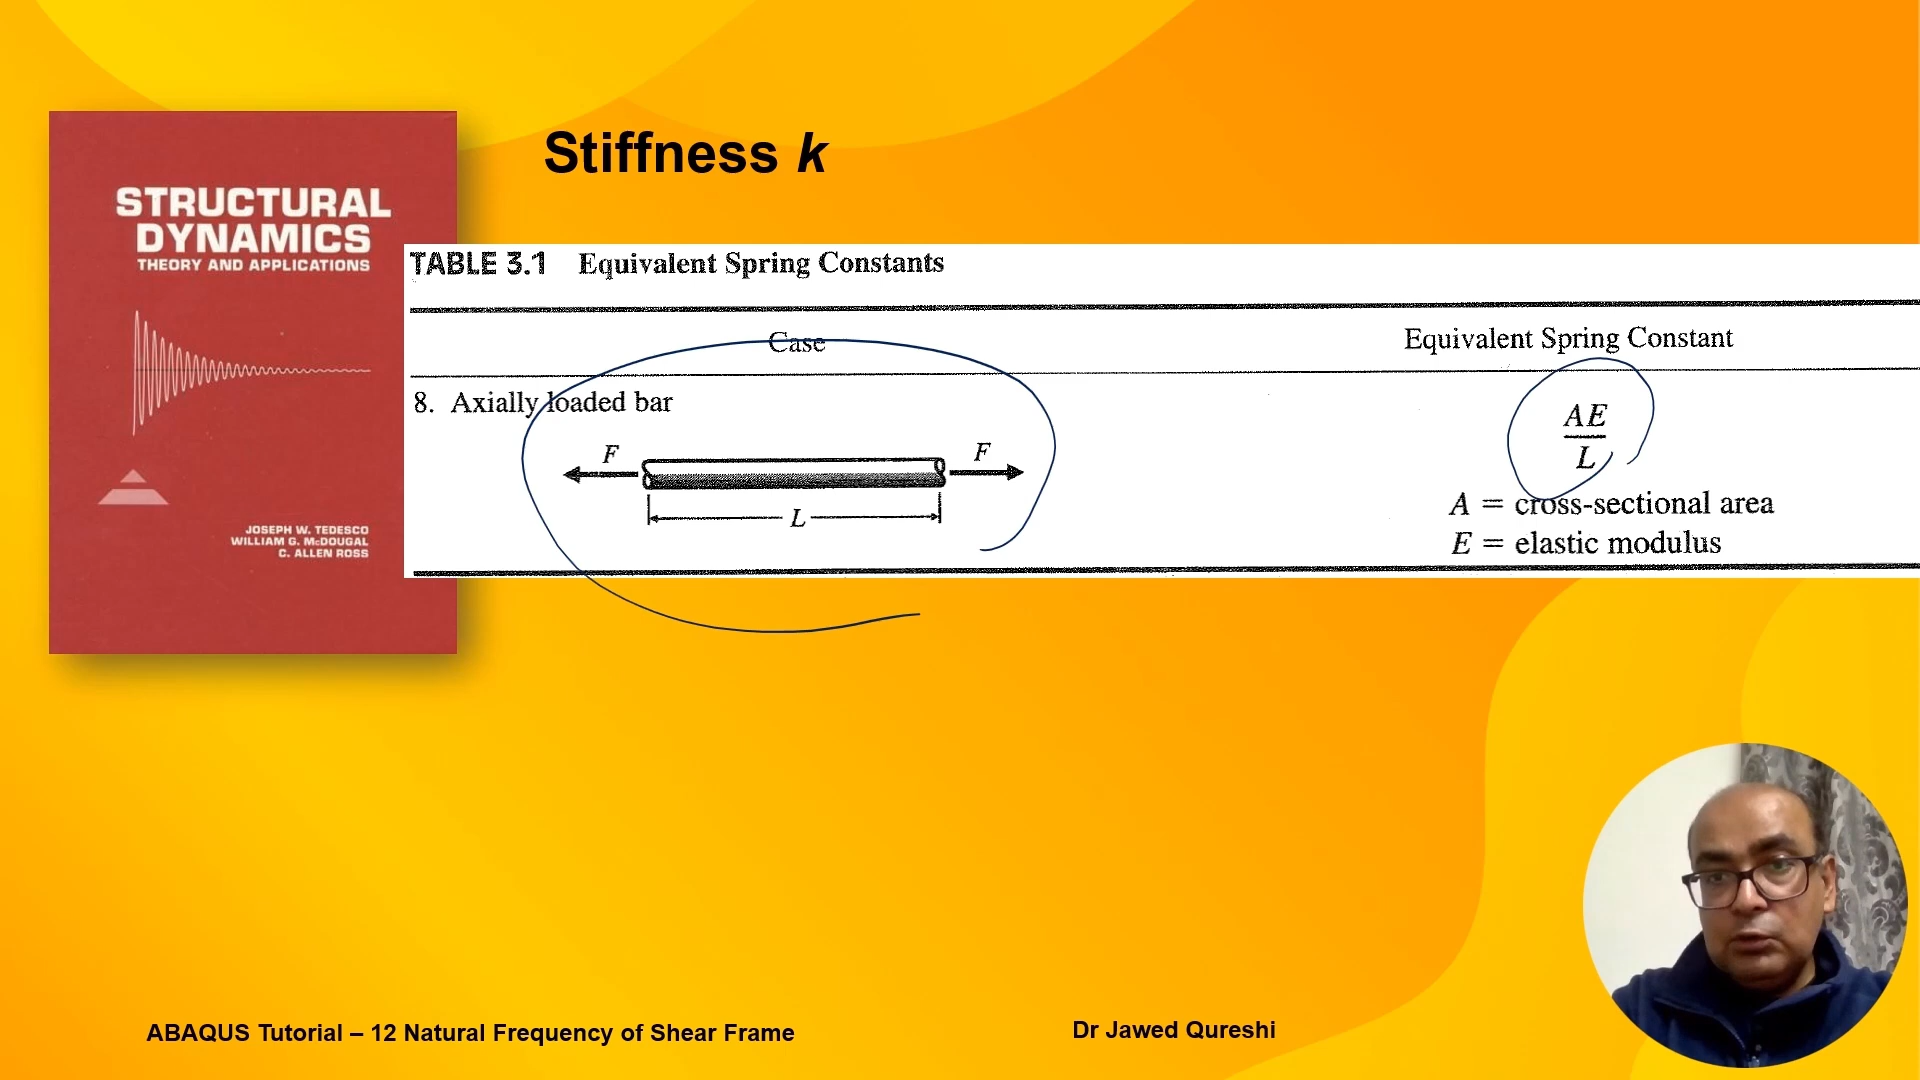 Stiffness k
STRUCTURAL
DYNAMICS
THEORY AND APPLICATIONS
JOSEPH W. TEDESCO
WILLIAM G. McDOUGAL
C. ALLEN ROSS
TABLE 3.1 Equivalent Spring Constants
Case
Equivalent Spring Constant
8. Axially loaded bar
F
F
L
AE
L
A = cross-sectional area
E = elastic modulus
ABAQUS Tutorial – 12 Natural Frequency of Shear Frame
Dr Jawed Qureshi